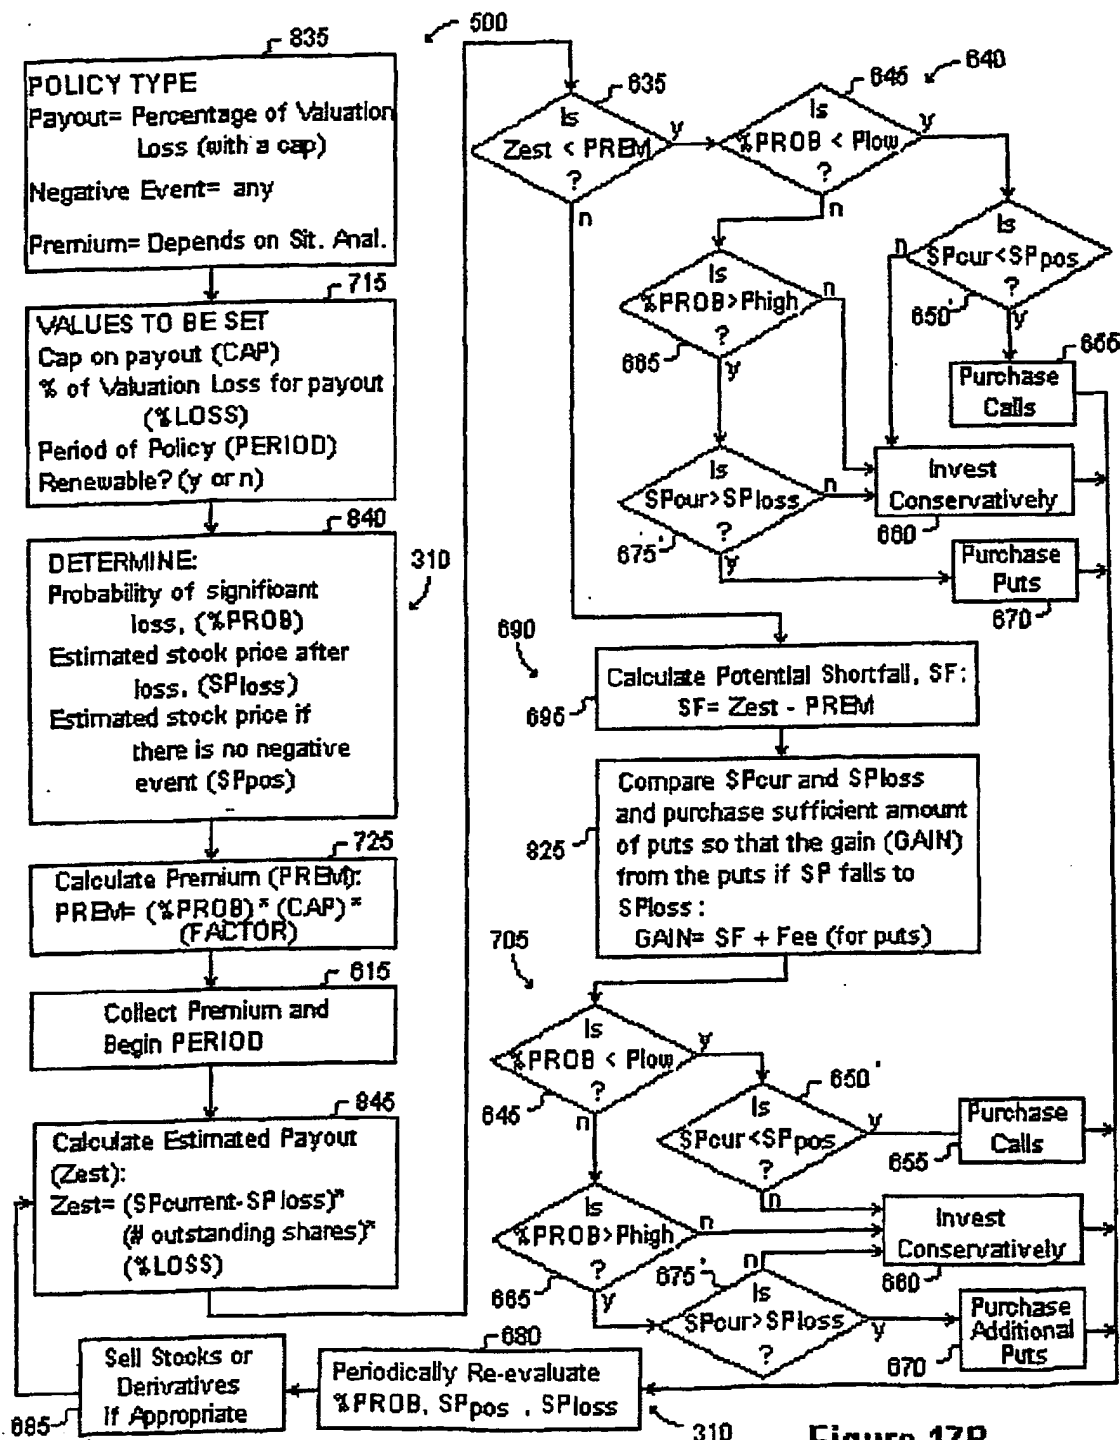 835
500
POLICY TYPE
Payout= Percentage of Valuation
Loss (with a cap)
Negative Event= any
Premium= Depends on Sit. Anal.
715
VALUES TO BE SET
Cap on payout (CAP)
% of Valuation Loss for payout
(%LOSS)
Period of Policy (PERIOD)
Renewable? (y or n)
840
310
DETERMINE:
Probability of significant
loss, (%PROB)
Estimated stock price after
loss, (SPloss)
Estimated stock price if
there is no negative
event (SPpos)
725
Calculate Premium (PREM):
PREM= (%PROB)* (CAP)*
(FACTOR)
615
Collect Premium and
Begin PERIOD
845
Calculate Estimated Payout
(Zest):
Zest= (SPcurrent-SPloss)*
(# outstanding shares)*
(%LOSS)
635
Is
Zest < PREM
?
y
n
645
640
Is
%PROB < Plow
?
y
n
Is
SPcur<SPpos
?
n
y
650'
655
Purchase
Calls
Is
%PROB>Phigh
?
n
y
665
Is
SPcur>SPloss
?
n
y
675'
Invest
Conservatively
660
Purchase
Puts
670
690
Calculate Potential Shortfall, SF:
SF= Zest - PREM
695
Compare SPcur and SPloss
and purchase sufficient amount
of puts so that the gain (GAIN)
from the puts if SP falls to
SPloss:
GAIN= SF + Fee (for puts)
825
705
Is
%PROB < Plow
?
y
n
645
650'
Is
SPcur<SPpos
?
y
n
Purchase
Calls
655
Is
%PROB>Phigh
?
n
y
665
Invest
Conservatively
660
675'
n
Is
SPcur>SPloss
?
y
Purchase
Additional
Puts
670
680
Periodically Re-evaluate
%PROB, SPpos , SPloss
310
Sell Stocks or
Derivatives
If Appropriate
685
Figure 17B